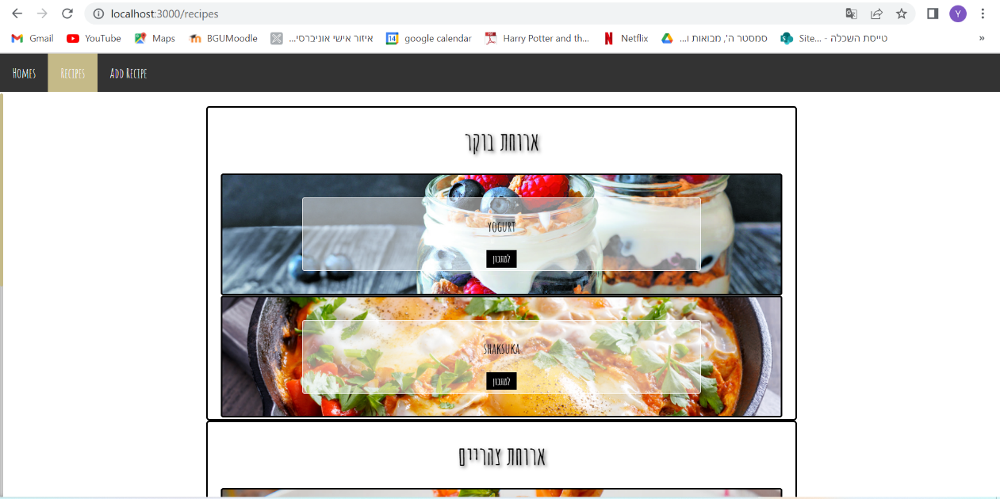 localhost:3000/recipes
Gmail YouTube Maps BGUMoodle איזור אישי אוניברסי... google calendar Harry Potter and th... Netflix סמסטר ה', מבואות ו... Site... - טייסת השכלה »
Homes Recipes Add Recipe
ארוחת בוקר
YOGURT
למתכון
SHAKSUKA
למתכון
ארוחת צהריים